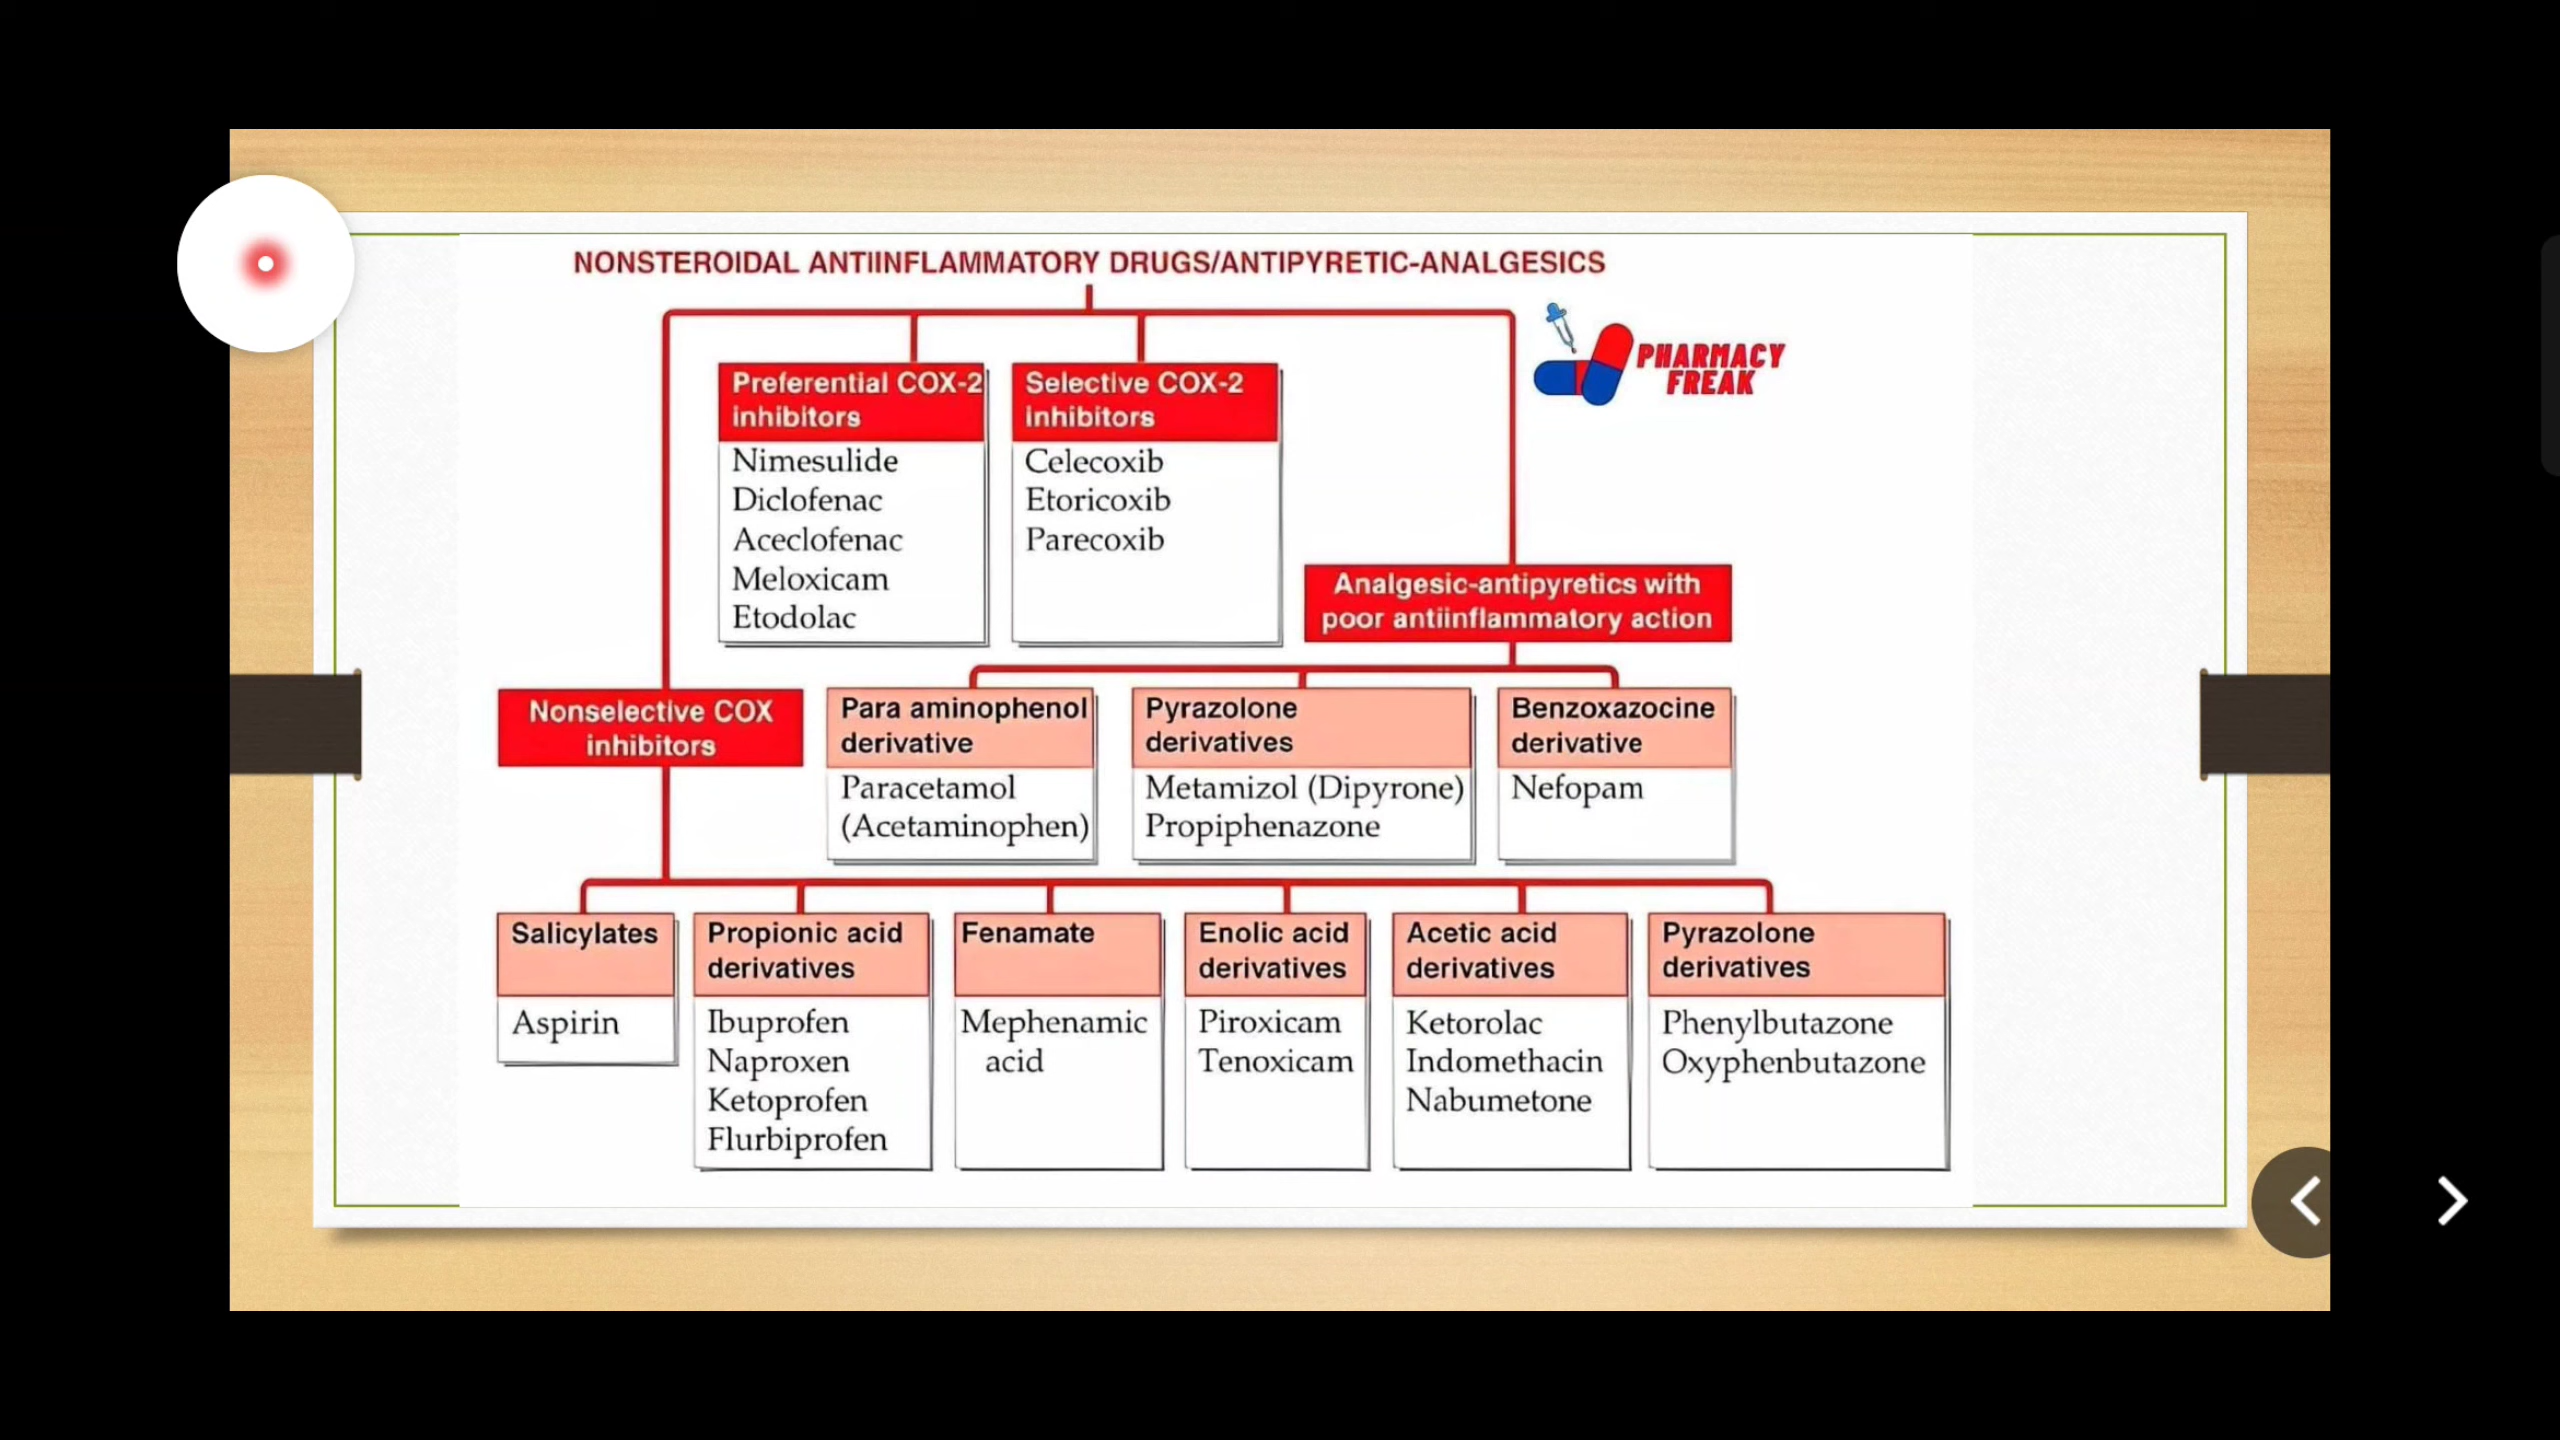 NONSTEROIDAL ANTIINFLAMMATORY DRUGS/ANTIPYRETIC-ANALGESICS
PHARMACY
FREAK
Preferential COX-2
inhibitors
Nimesulide
Diclofenac
Aceclofenac
Meloxicam
Etodolac
Selective COX-2
inhibitors
Celecoxib
Etoricoxib
Parecoxib
Analgesic-antipyretics with
poor antiinflammatory action
Nonselective COX
inhibitors
Para aminophenol
derivative
Paracetamol
(Acetaminophen)
Pyrazolone
derivatives
Metamizol (Dipyrone)
Propiphenazone
Benzoxazocine
derivative
Nefopam
Salicylates
Aspirin
Propionic acid
derivatives
Ibuprofen
Naproxen
Ketoprofen
Flurbiprofen
Fenamate
Mephenamic
acid
Enolic acid
derivatives
Piroxicam
Tenoxicam
Acetic acid
derivatives
Ketorolac
Indomethacin
Nabumetone
Pyrazolone
derivatives
Phenylbutazone
Oxyphenbutazone